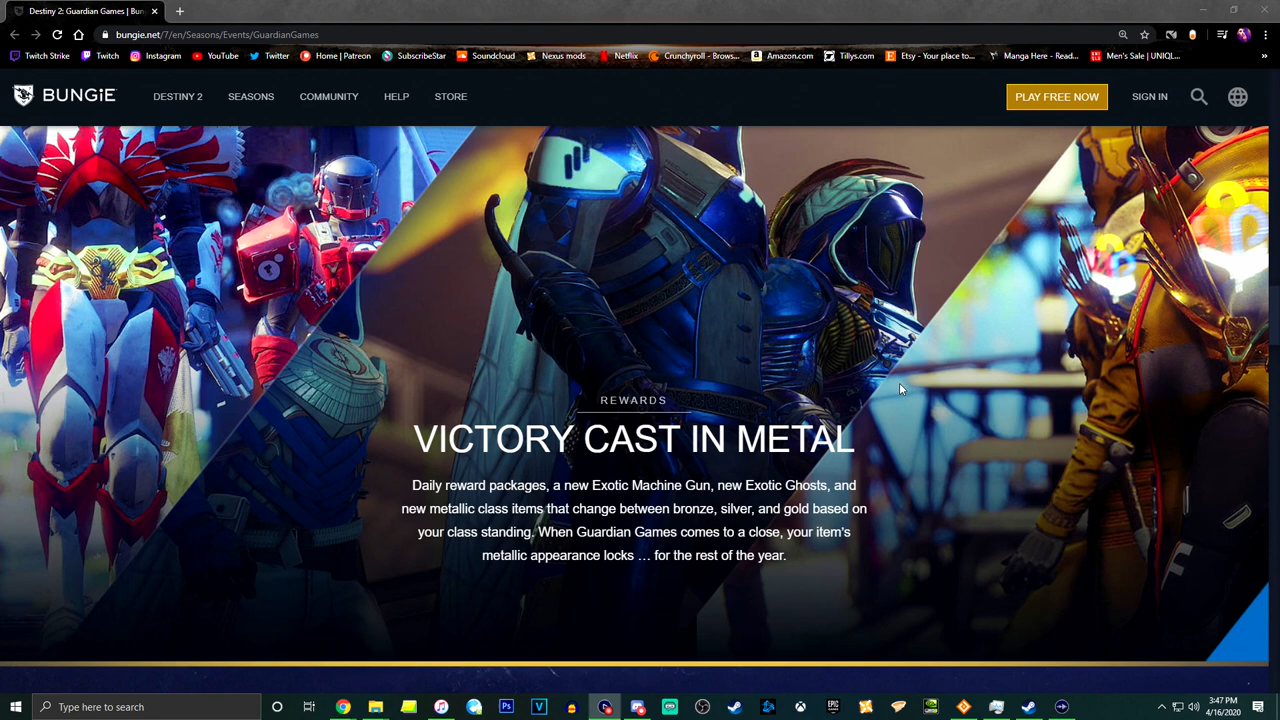 Destiny 2: Guardian Games | Bun
bungie.net/7/en/Seasons/Events/GuardianGames
Twitch Strike Twitch Instagram YouTube Twitter Home | Patreon SubscribeStar Soundcloud Nexus mods Netflix Crunchyroll - Brows... Amazon.com Tillys.com Etsy - Your place to... Manga Here - Read... Men's Sale | UNIQL...
BUNGiE DESTINY 2 SEASONS COMMUNITY HELP STORE PLAY FREE NOW SIGN IN
REWARDS
VICTORY CAST IN METAL
Daily reward packages, a new Exotic Machine Gun, new Exotic Ghosts, and
new metallic class items that change between bronze, silver, and gold based on
your class standing. When Guardian Games comes to a close, your item's
metallic appearance locks … for the rest of the year.
Type here to search
Ps
V
EPIC GAMES
3:47 PM
4/16/2020